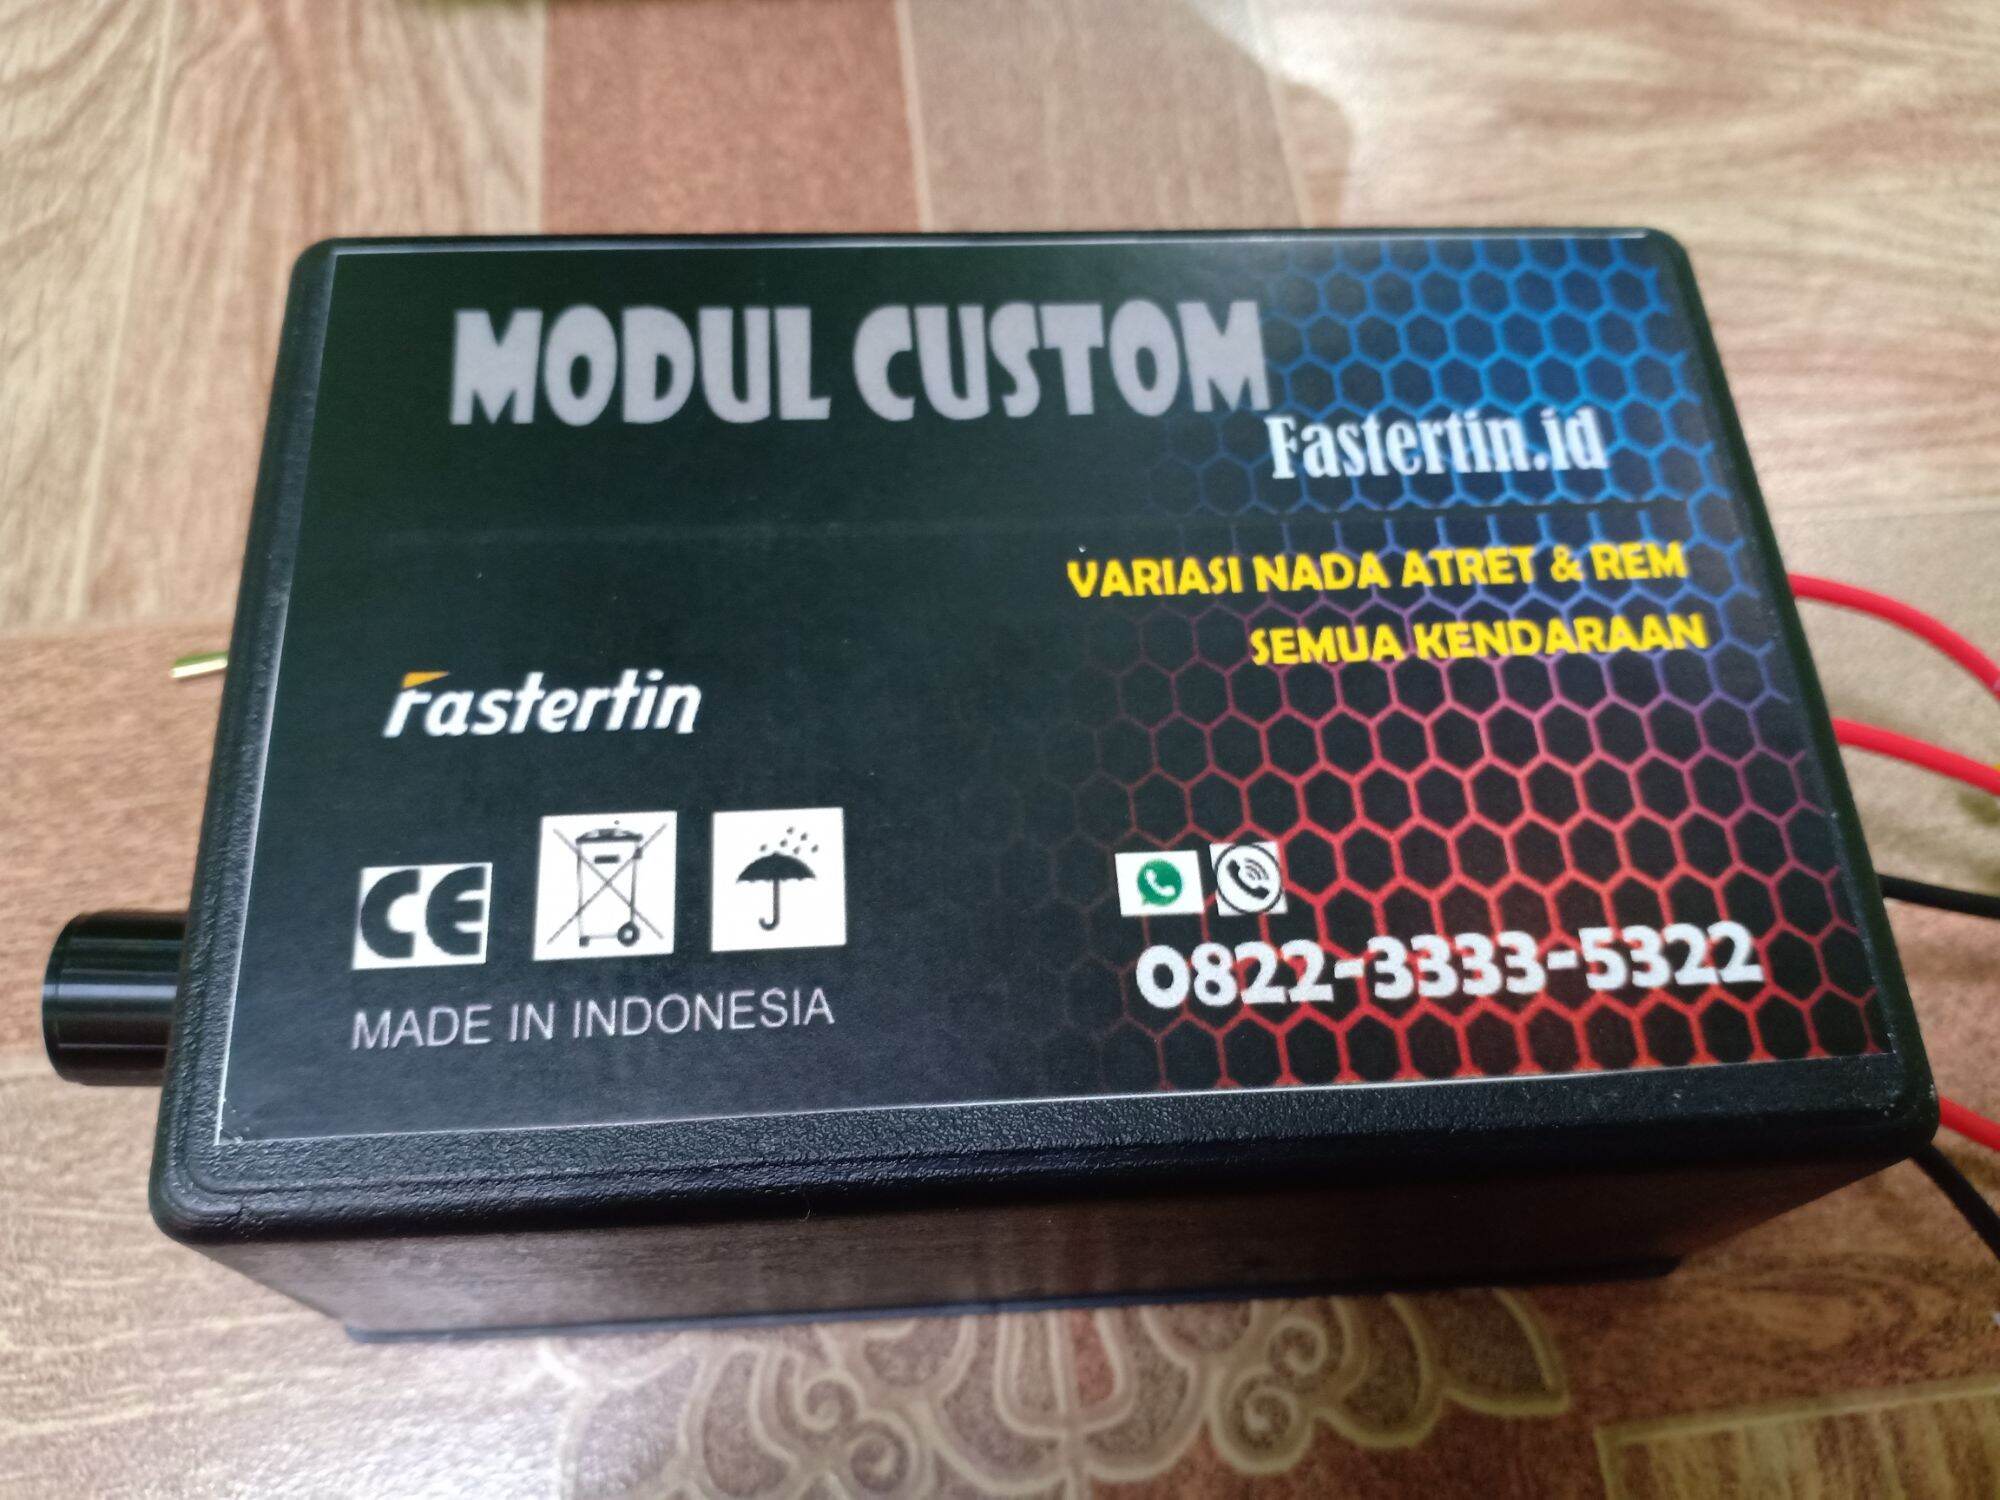 MODUL CUSTOM
Fastertin.id
VARIASI NADA ATRET & REM
SEMUA KENDARAAN
Fastertin
CE
MADE IN INDONESIA
0822-3333-5322